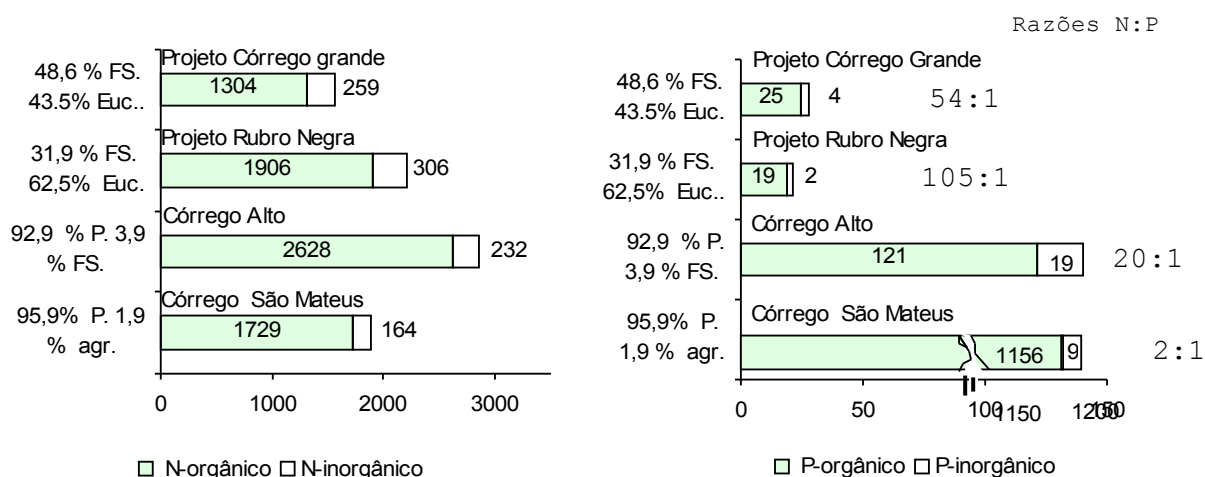 Razões N:P
Projeto Córrego grande
48,6 % FS.
43.5% Euc..
1304
259
Projeto Rubro Negra
31,9 % FS.
62,5% Euc.
1906
306
Córrego Alto
92,9 % P. 3,9
% FS.
2628
232
Córrego São Mateus
95,9% P. 1,9
% agr.
1729
164
0 1000 2000 3000
N-orgânico N-inorgânico
Projeto Córrego Grande
48,6 % FS.
43.5% Euc.
25
4
54:1
Projeto Rubro Negra
31,9 % FS.
62,5% Euc.
19
2
105:1
Córrego Alto
92,9 % P.
3,9 % FS.
121
19
20:1
Córrego São Mateus
95,9% P.
1,9 % agr.
1156
9
2:1
0 50 100 150
1150 1200
P-orgânico P-inorgânico